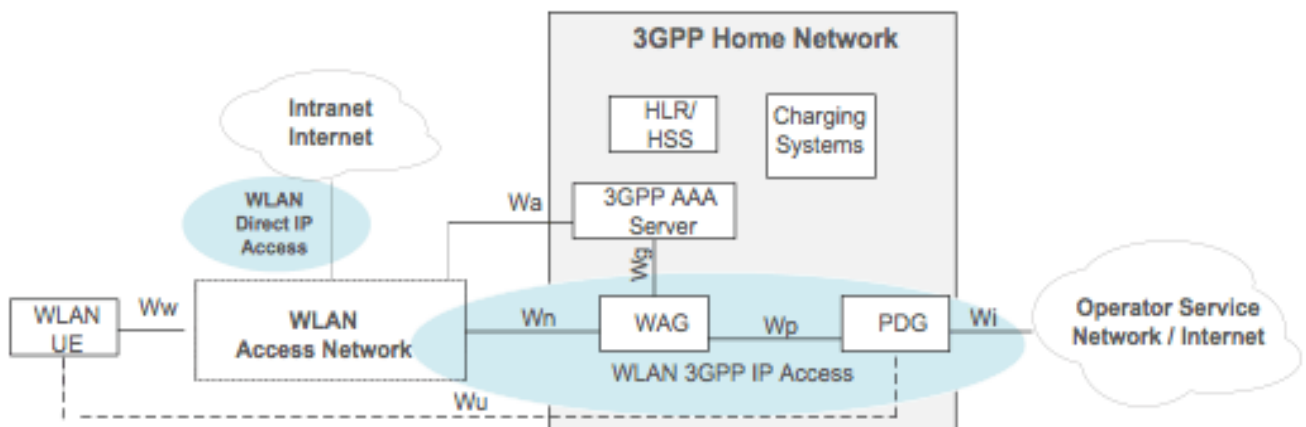 3GPP Home Network
Intranet
Internet
HLR/
HSS
Charging
Systems
WLAN
Direct IP
Access
Wa
3GPP AAA
Server
Wg
WLAN
UE
Ww
WLAN
Access Network
Wn
WAG
Wp
PDG
Wi
Operator Service
Network / Internet
WLAN 3GPP IP Access
Wu